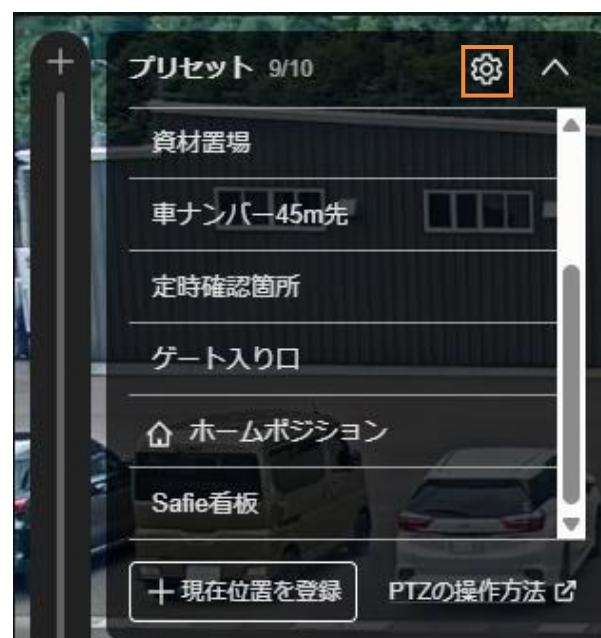 プリセット 9/10
資材置場
車ナンバー45m先
定時確認箇所
ゲート入り口
ホームポジション
Safie看板
＋現在位置を登録 PTZの操作方法